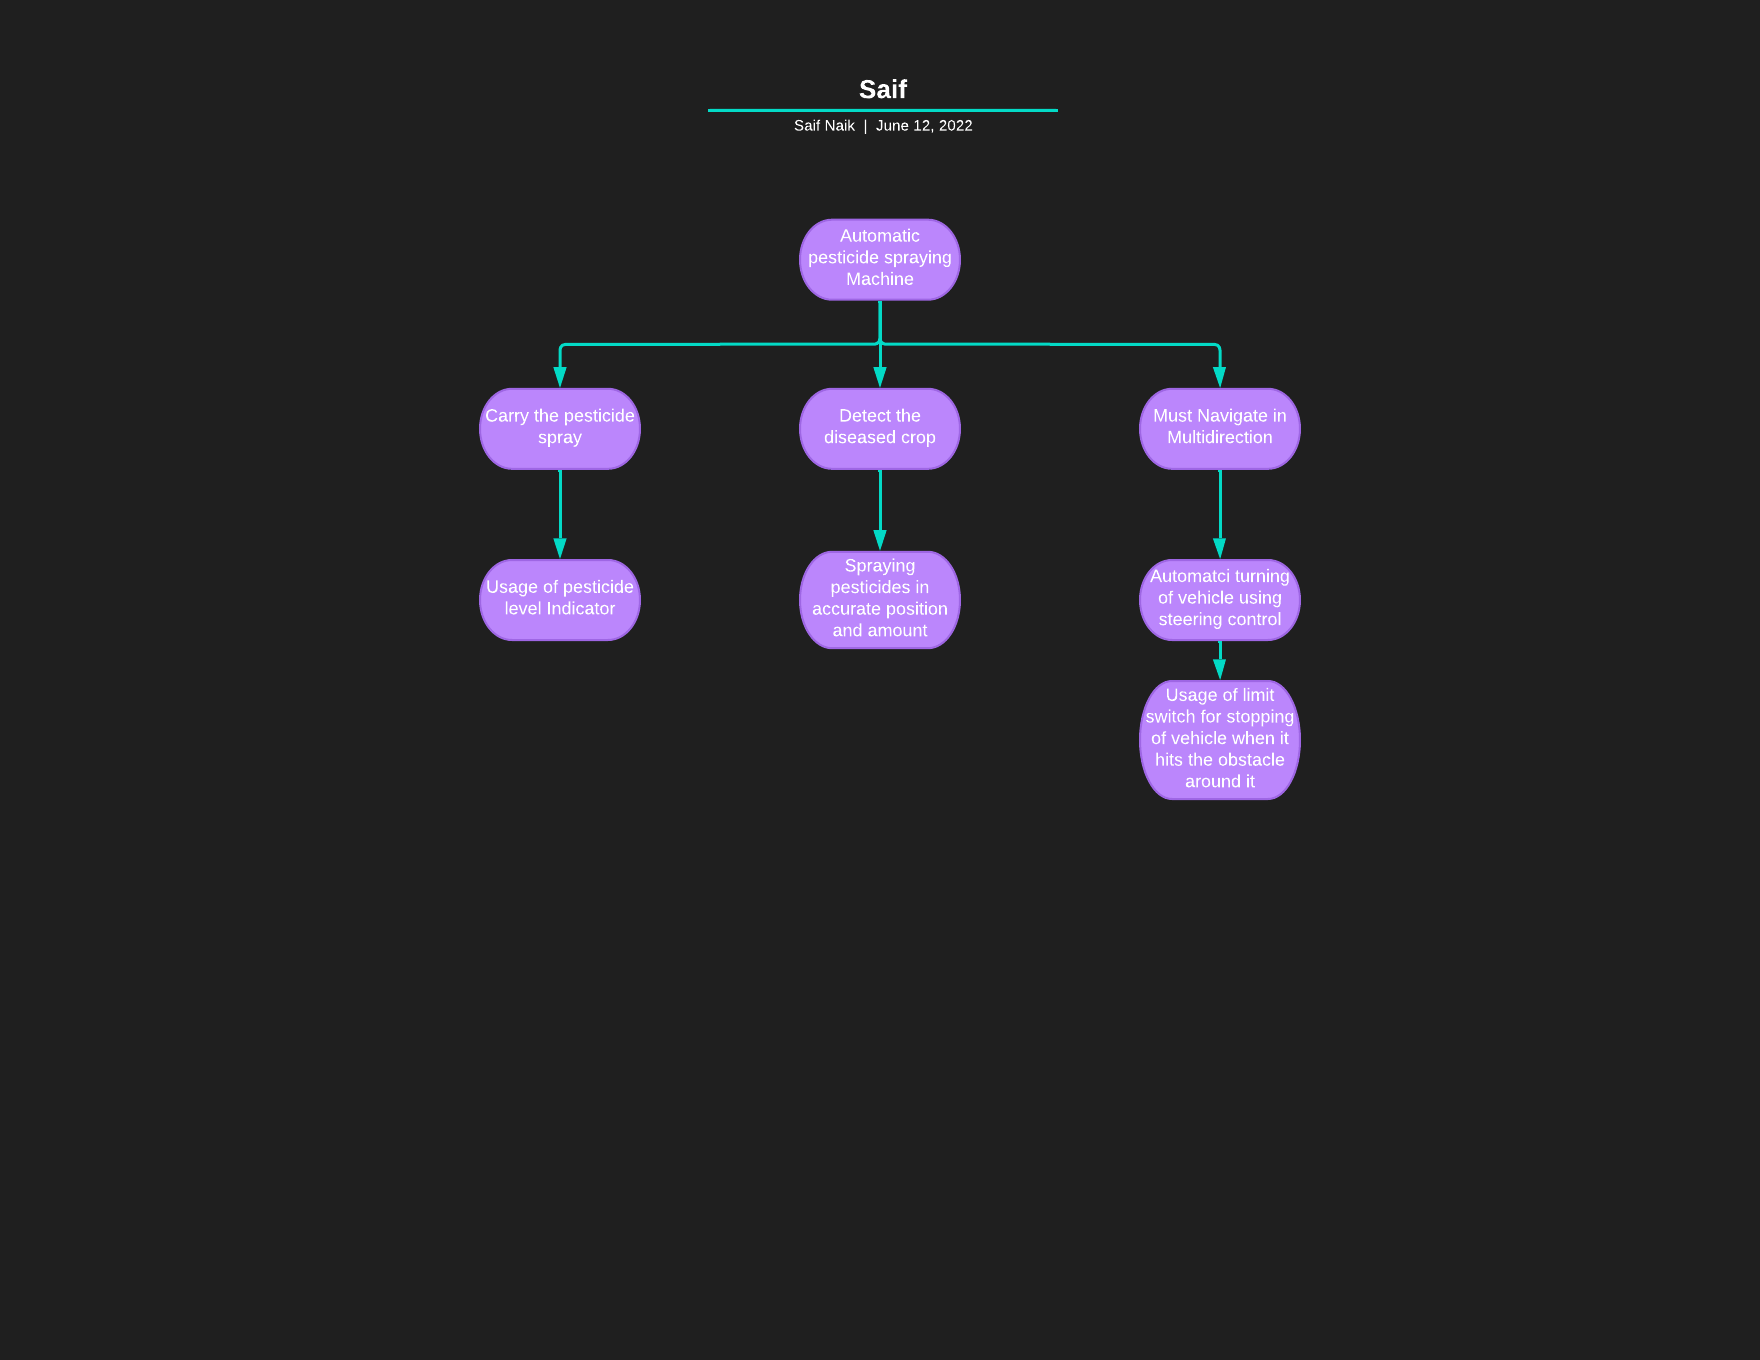 Saif
Saif Naik | June 12, 2022
Automatic
pesticide spraying
Machine
Carry the pesticide
spray
Detect the
diseased crop
Must Navigate in
Multidirection
Usage of pesticide
level Indicator
Spraying
pesticides in
accurate position
and amount
Automatci turning
of vehicle using
steering control
Usage of limit
switch for stopping
of vehicle when it
hits the obstacle
around it